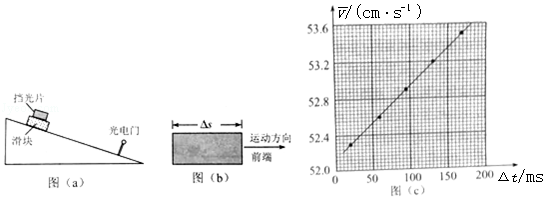 挡光片
滑块
光电门
图（a）
Δs
运动方向
前端
图（b）
v̅/(cm·s⁻¹)
53.6
53.2
52.8
52.4
52.0
0
50
100
150
200
Δt/ms
图（c）